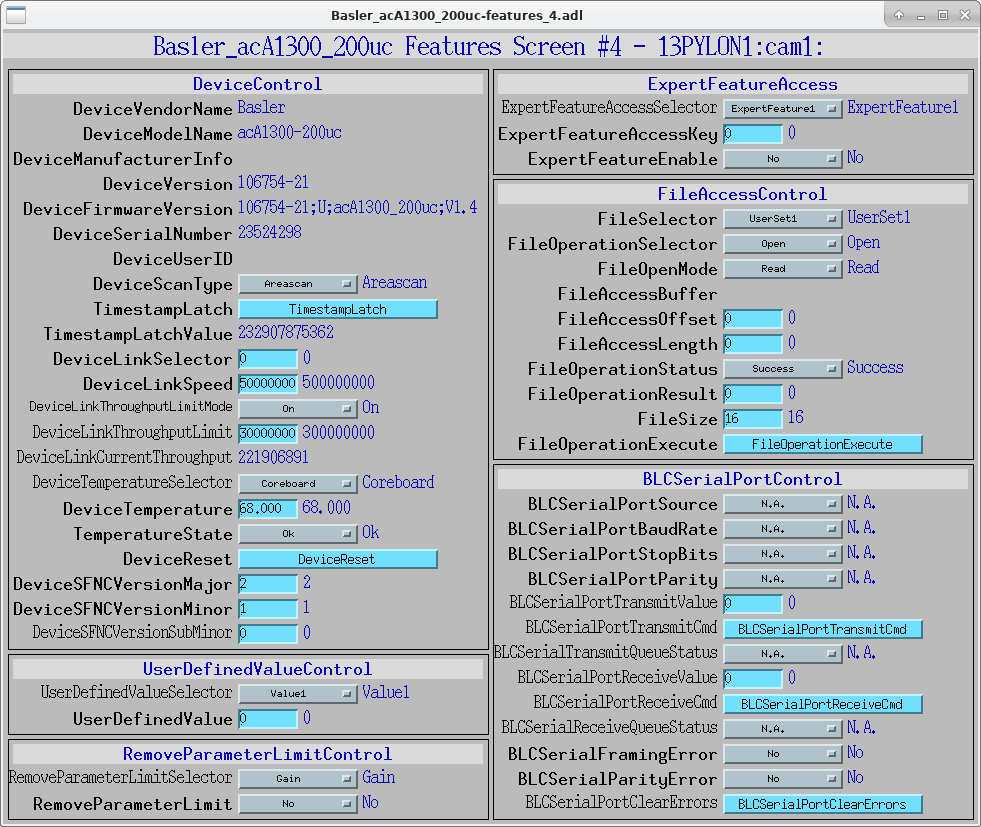 Basler_acA1300_200uc-features_4.adl
Basler_acA1300_200uc Features Screen #4 - 13PYLON1:cam1:
DeviceControl
DeviceVendorName Basler
DeviceModelName acA1300-200uc
DeviceManufacturerInfo
DeviceVersion 106754-21
DeviceFirmwareVersion 106754-21;U;acA1300_200uc;V1.4
DeviceSerialNumber 23524298
DeviceUserID
DeviceScanType Areascan Areascan
TimestampLatch TimestampLatch
TimestampLatchValue 232907875362
DeviceLinkSelector 0 0
DeviceLinkSpeed 50000000 500000000
DeviceLinkThroughputLimitMode On On
DeviceLinkThroughputLimit 30000000 300000000
DeviceLinkCurrentThroughput 221906891
DeviceTemperatureSelector Coreboard Coreboard
DeviceTemperature 68.000 68.000
TemperatureState Ok Ok
DeviceReset DeviceReset
DeviceSFNCVersionMajor 2 2
DeviceSFNCVersionMinor 1 1
DeviceSFNCVersionSubMinor 0 0
UserDefinedValueControl
UserDefinedValueSelector Value1 Value1
UserDefinedValue 0 0
RemoveParameterLimitControl
RemoveParameterLimitSelector Gain Gain
RemoveParameterLimit No No
ExpertFeatureAccess
ExpertFeatureAccessSelector ExpertFeature1 ExpertFeature1
ExpertFeatureAccessKey 0 0
ExpertFeatureEnable No No
FileAccessControl
FileSelector UserSet1 UserSet1
FileOperationSelector Open Open
FileOpenMode Read Read
FileAccessBuffer
FileAccessOffset 0 0
FileAccessLength 0 0
FileOperationStatus Success Success
FileOperationResult 0 0
FileSize 16 16
FileOperationExecute FileOperationExecute
BLCSerialPortControl
BLCSerialPortSource N.A. N.A.
BLCSerialPortBaudRate N.A. N.A.
BLCSerialPortStopBits N.A. N.A.
BLCSerialPortParity N.A. N.A.
BLCSerialPortTransmitValue 0 0
BLCSerialPortTransmitCmd BLCSerialPortTransmitCmd
BLCSerialTransmitQueueStatus N.A. N.A.
BLCSerialPortReceiveValue 0 0
BLCSerialPortReceiveCmd BLCSerialPortReceiveCmd
BLCSerialReceiveQueueStatus N.A. N.A.
BLCSerialFramingError No No
BLCSerialParityError No No
BLCSerialPortClearErrors BLCSerialPortClearErrors